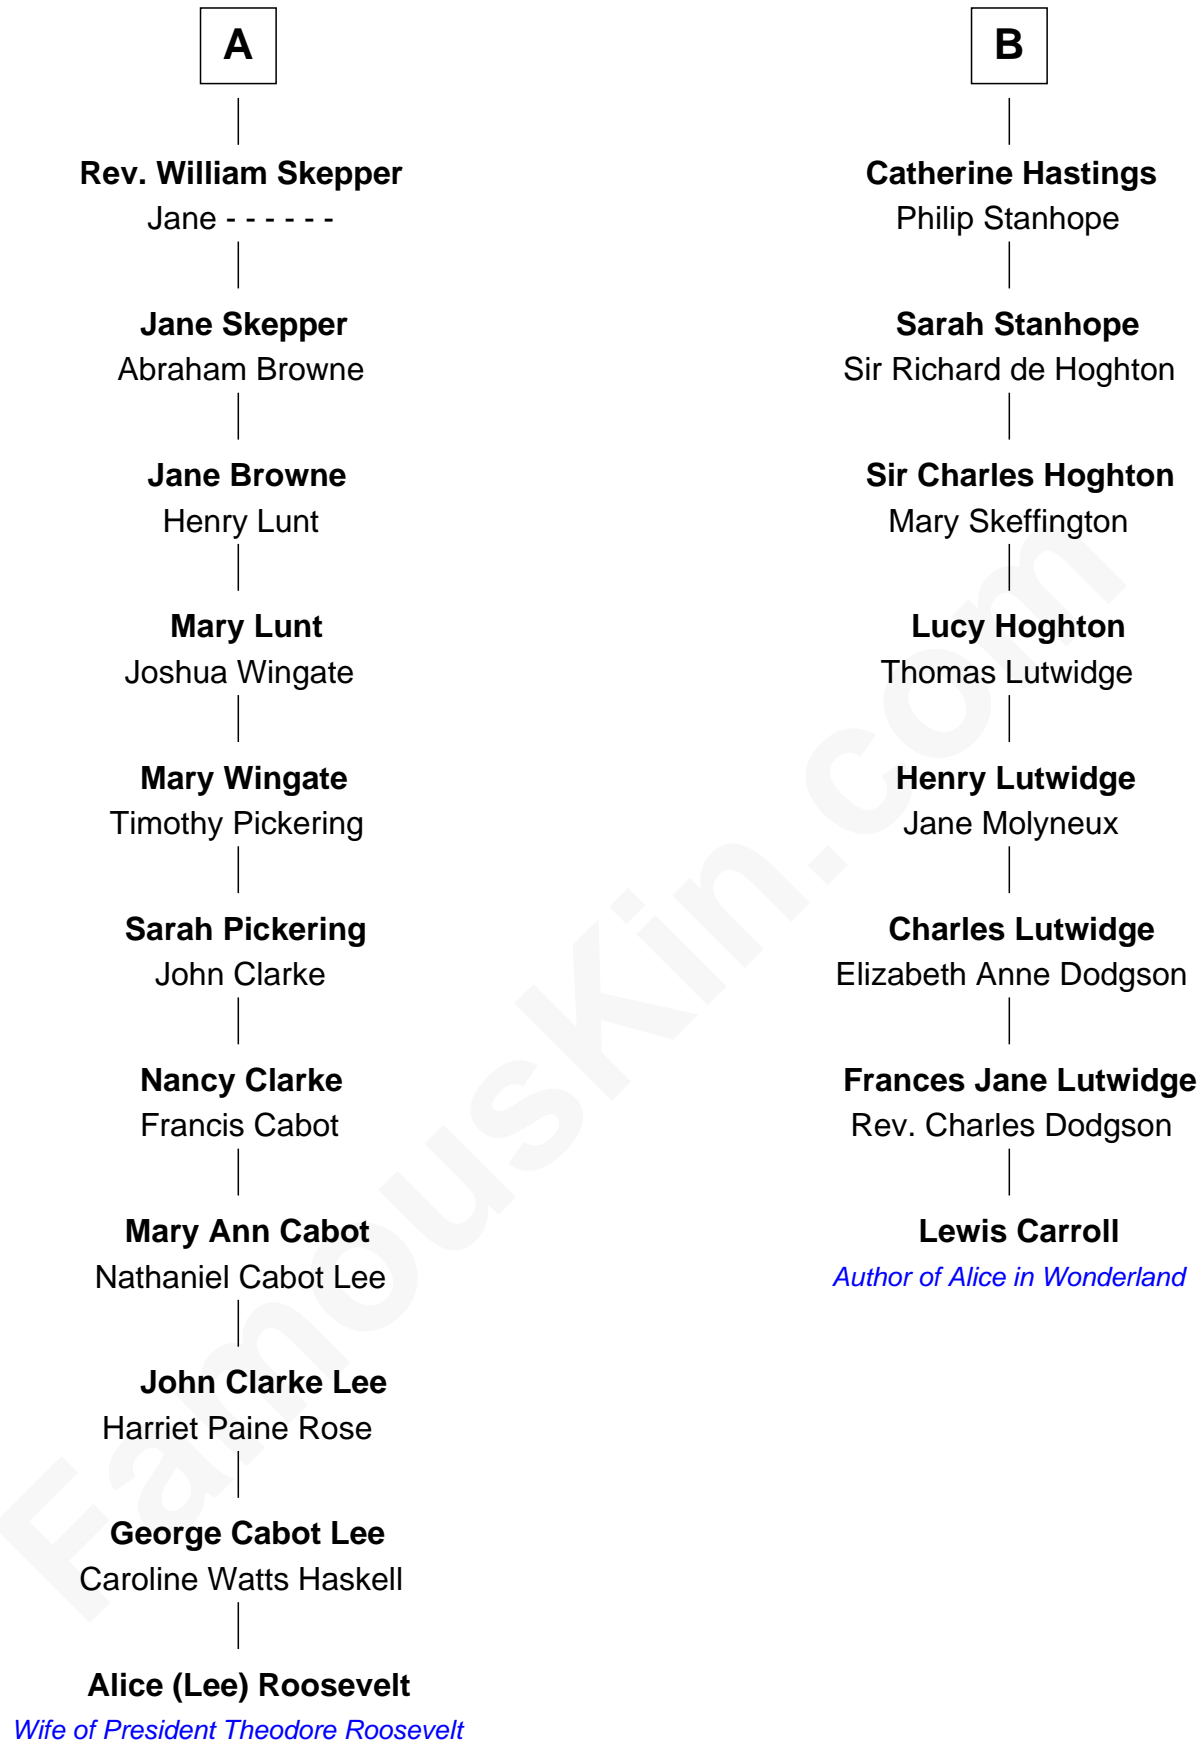 A
Rev. William Skepper
Jane - - - - - -
Jane Skepper
Abraham Browne
Jane Browne
Henry Lunt
Mary Lunt
Joshua Wingate
Mary Wingate
Timothy Pickering
Sarah Pickering
John Clarke
Nancy Clarke
Francis Cabot
Mary Ann Cabot
Nathaniel Cabot Lee
John Clarke Lee
Harriet Paine Rose
George Cabot Lee
Caroline Watts Haskell
Alice (Lee) Roosevelt
Wife of President Theodore Roosevelt
B
Catherine Hastings
Philip Stanhope
Sarah Stanhope
Sir Richard de Hoghton
Sir Charles Hoghton
Mary Skeffington
Lucy Hoghton
Thomas Lutwidge
Henry Lutwidge
Jane Molyneux
Charles Lutwidge
Elizabeth Anne Dodgson
Frances Jane Lutwidge
Rev. Charles Dodgson
Lewis Carroll
Author of Alice in Wonderland
FamousKin.com